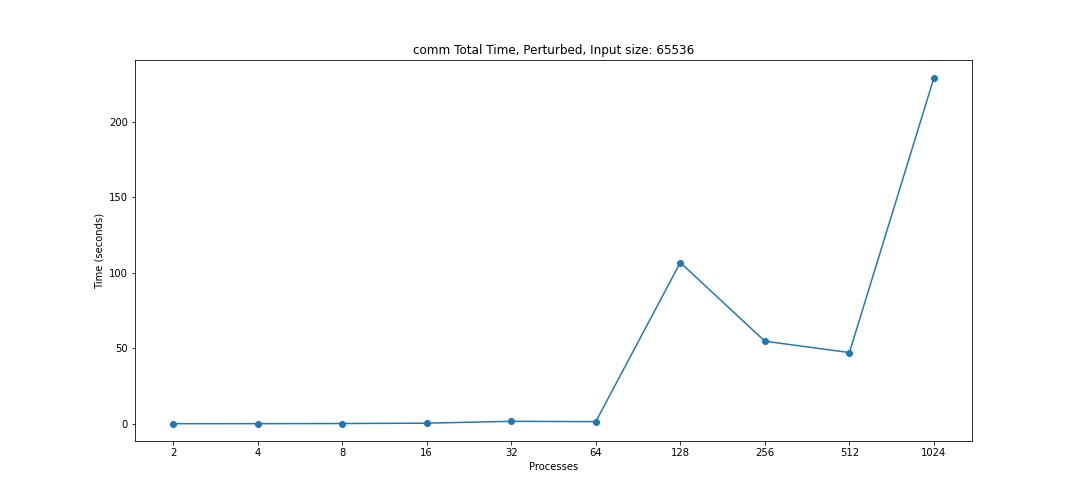 comm Total Time, Perturbed, Input size: 65536
Time (seconds)
200
150
100
50
0
2 4 8 16 32 64 128 256 512 1024
Processes